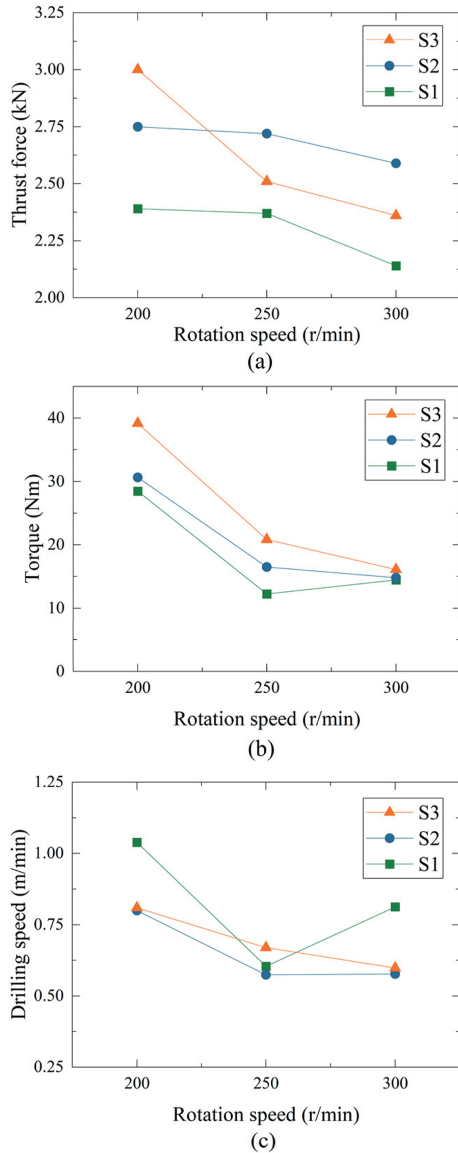 3.25
3.00
2.75
2.50
2.25
2.00
Thrust force (kN)
S3
S2
S1
200 250 300
Rotation speed (r/min)
(a)
40
30
20
10
0
Torque (Nm)
S3
S2
S1
200 250 300
Rotation speed (r/min)
(b)
1.25
1.00
0.75
0.50
0.25
Drilling speed (m/min)
S3
S2
S1
200 250 300
Rotation speed (r/min)
(c)